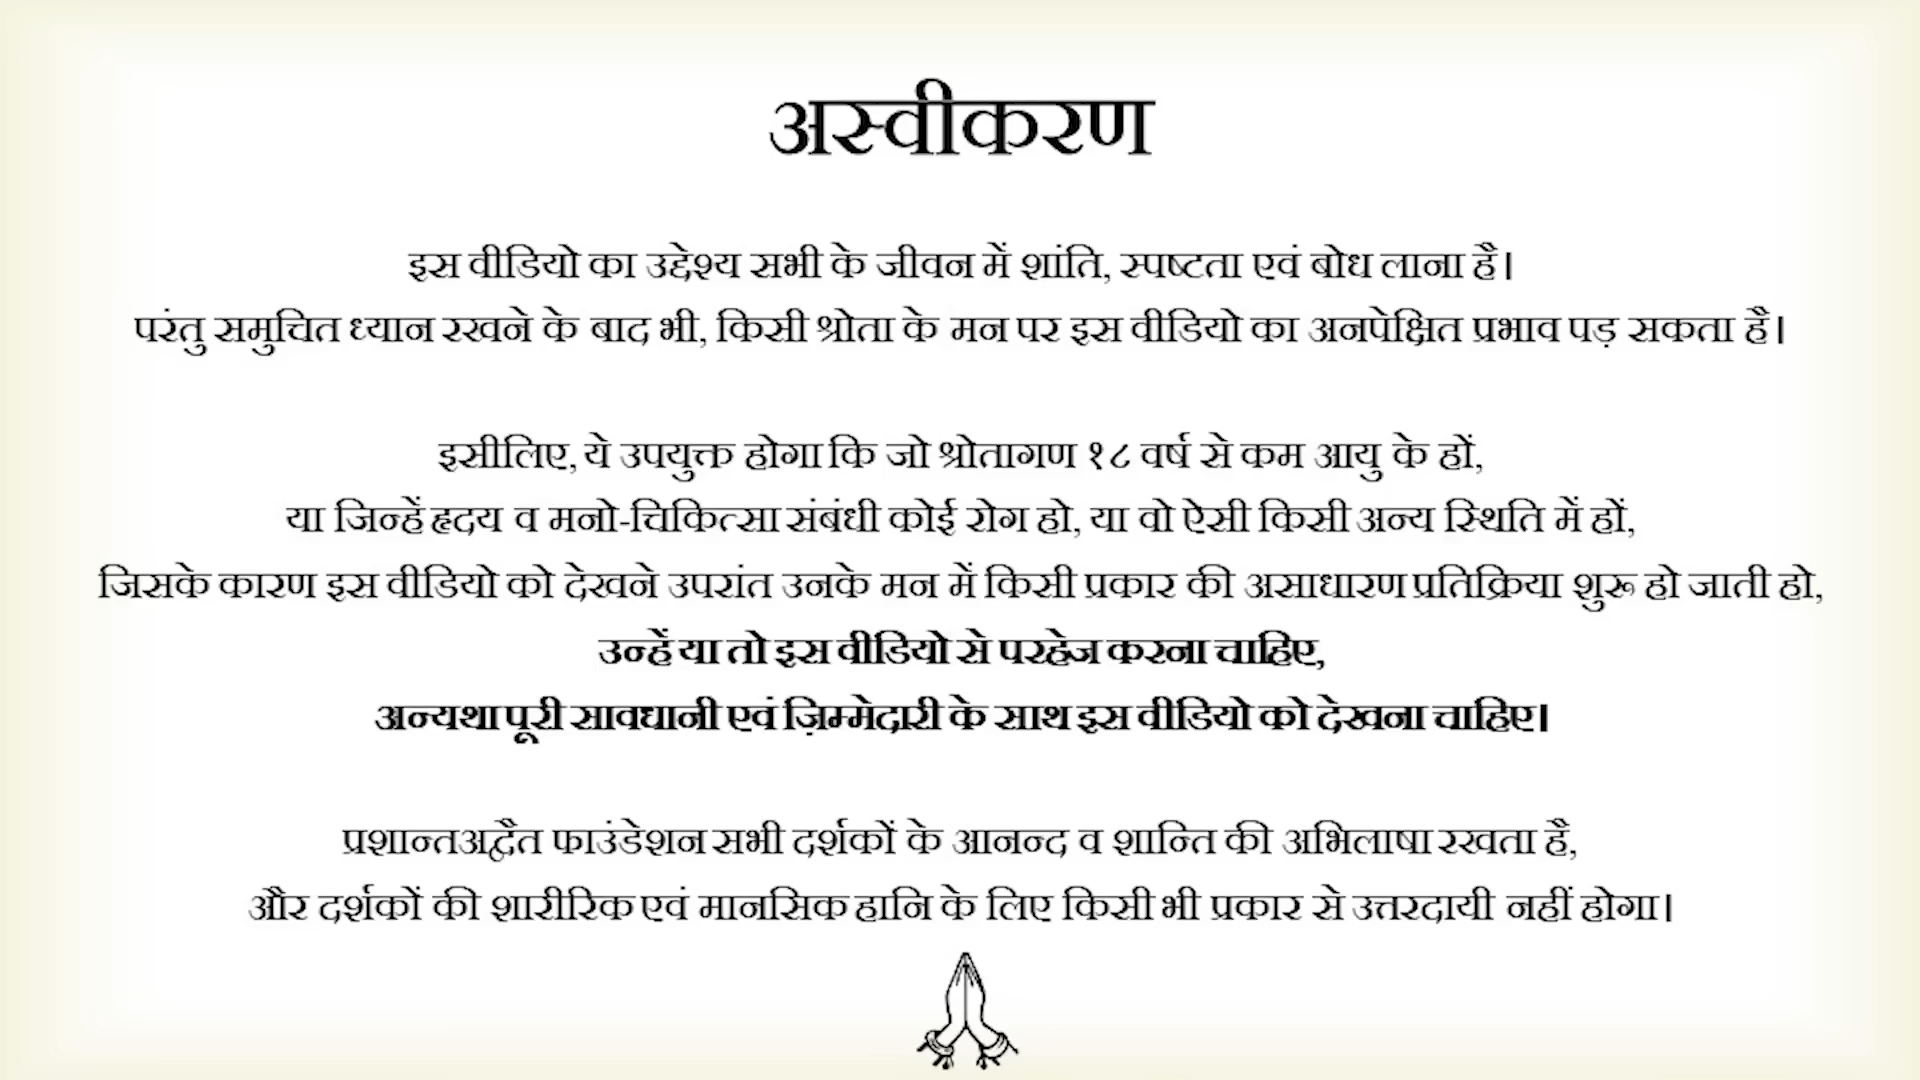 अस्वीकरण
इस वीडियो का उद्देश्य सभी के जीवन में शांति, स्पष्टता एवं बोध लाना है।
परंतु समुचित ध्यान रखने के बाद भी, किसी श्रोता के मन पर इस वीडियो का अनपेक्षित प्रभाव पड़ सकता है।
इसीलिए, ये उपयुक्त होगा कि जो श्रोतागण १८ वर्ष से कम आयु के हों,
या जिन्हें हृदय व मनो-चिकित्सा संबंधी कोई रोग हो, या वो ऐसी किसी अन्य स्थिति में हों,
जिसके कारण इस वीडियो को देखने उपरांत उनके मन में किसी प्रकार की असाधारण प्रतिक्रिया शुरू हो जाती हो,
उन्हें या तो इस वीडियो से परहेज करना चाहिए,
अन्यथा पूरी सावधानी एवं ज़िम्मेदारी के साथ इस वीडियो को देखना चाहिए।
प्रशान्तअद्वैत फाउंडेशन सभी दर्शकों के आनन्द व शान्ति की अभिलाषा रखता है,
और दर्शकों की शारीरिक एवं मानसिक हानि के लिए किसी भी प्रकार से उत्तरदायी नहीं होगा।